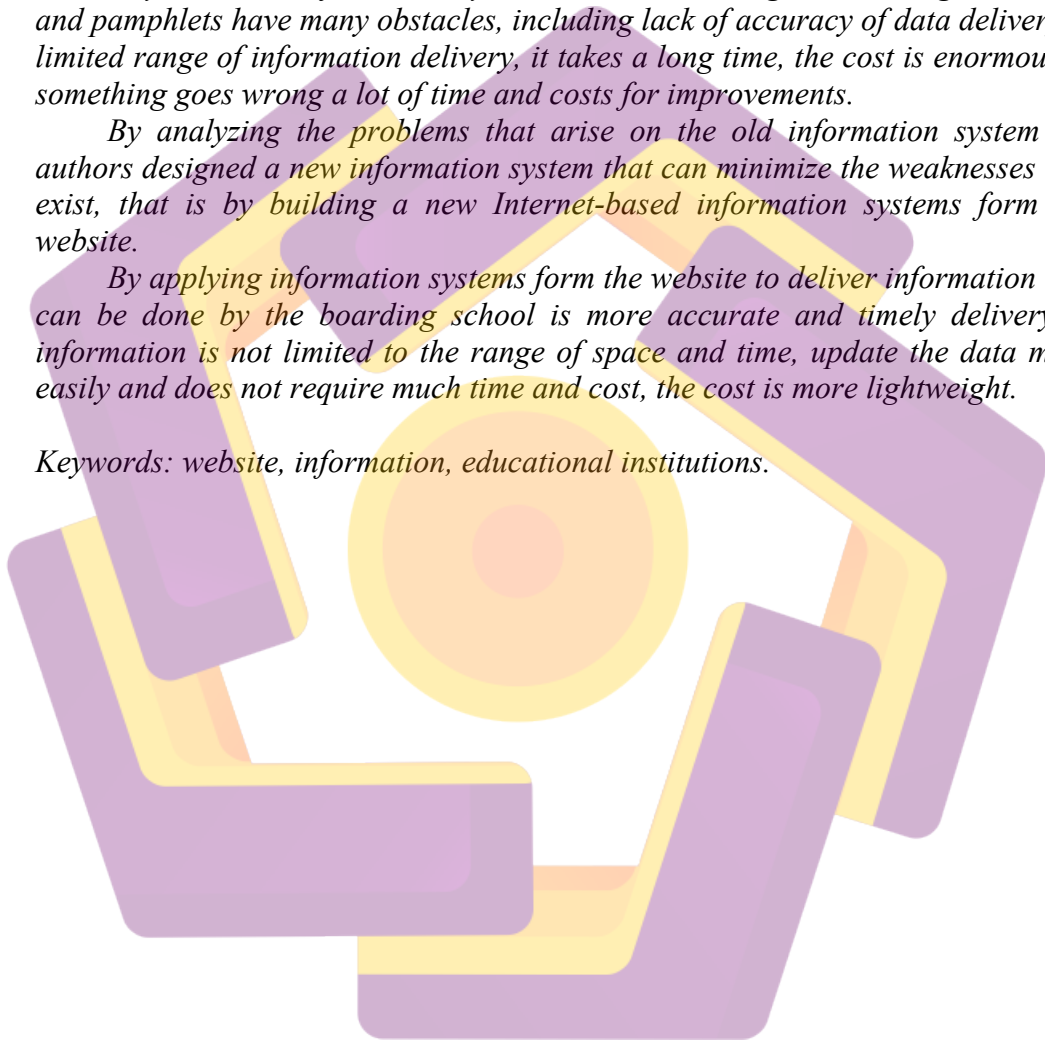 and pamphlets have many obstacles, including lack of accuracy of data deliver
limited range of information delivery, it takes a long time, the cost is enormou
something goes wrong a lot of time and costs for improvements.
By analyzing the problems that arise on the old information system
authors designed a new information system that can minimize the weaknesses
exist, that is by building a new Internet-based information systems form
website.
By applying information systems form the website to deliver information
can be done by the boarding school is more accurate and timely delivery
information is not limited to the range of space and time, update the data m
easily and does not require much time and cost, the cost is more lightweight.
Keywords: website, information, educational institutions.